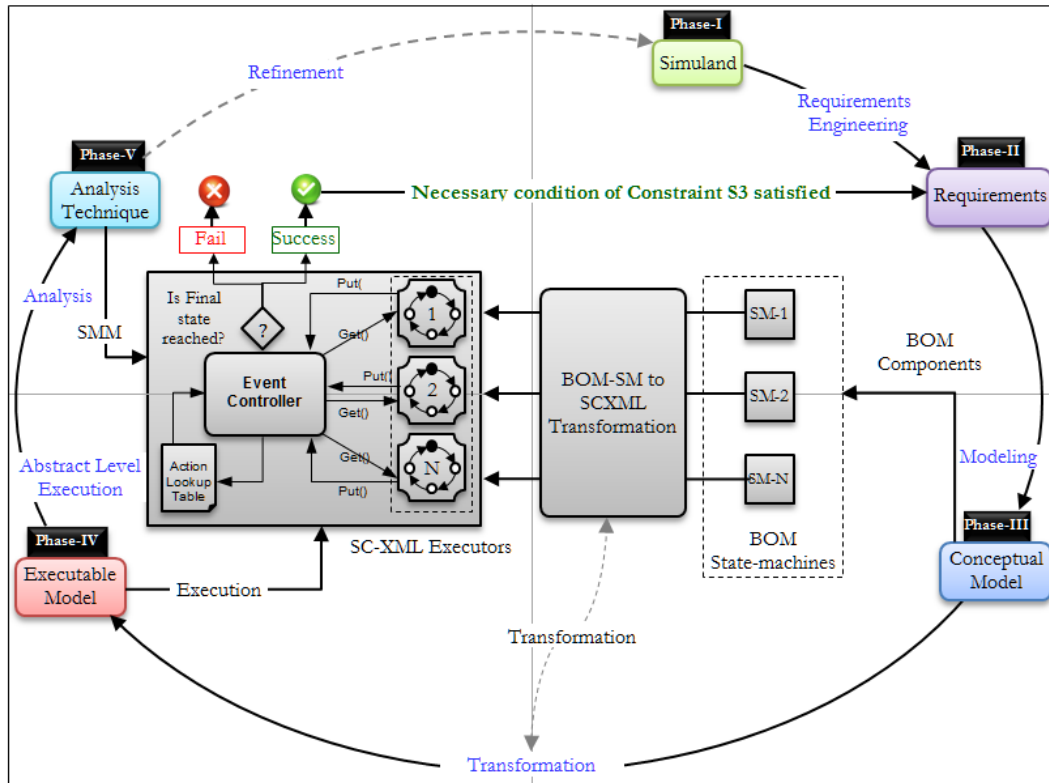 Phase-I
Simuland
Refinement
Requirements
Engineering
Phase-V
Analysis
Technique
Phase-II
Requirements
Necessary condition of Constraint S3 satisfied
Fail
Success
Analysis
SMM
Is Final
state
reached?
?
Put(
Get()
1
Event
Controller
Put()
Get()
2
Get()
Put()
N
Action
Lookup
Table
BOM-SM to
SCXML
Transformation
SM-1
SM-2
SM-N
BOM
Components
Abstract Level
Execution
Modeling
Phase-IV
Executable
Model
Execution
SC-XML Executors
BOM
State-machines
Phase-III
Conceptual
Model
Transformation
Transformation